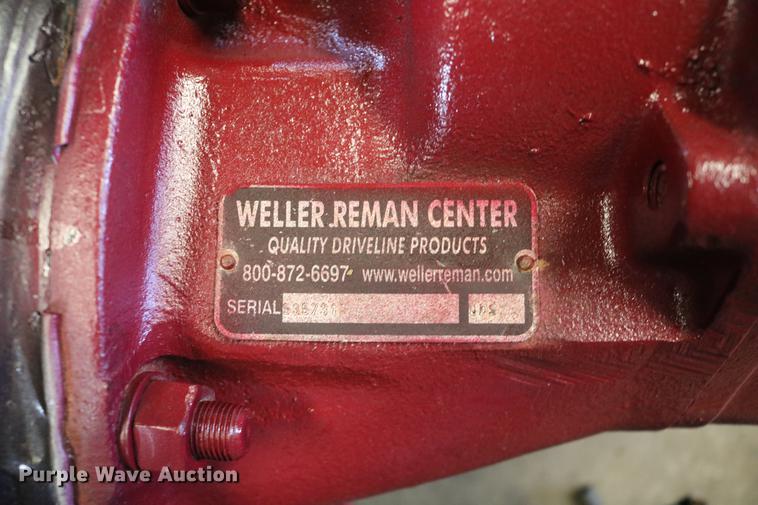 WELLER REMAN CENTER
QUALITY DRIVELINE PRODUCTS
800-872-6697 www.wellerreman.com
SERIAL
Purple Wave Auction